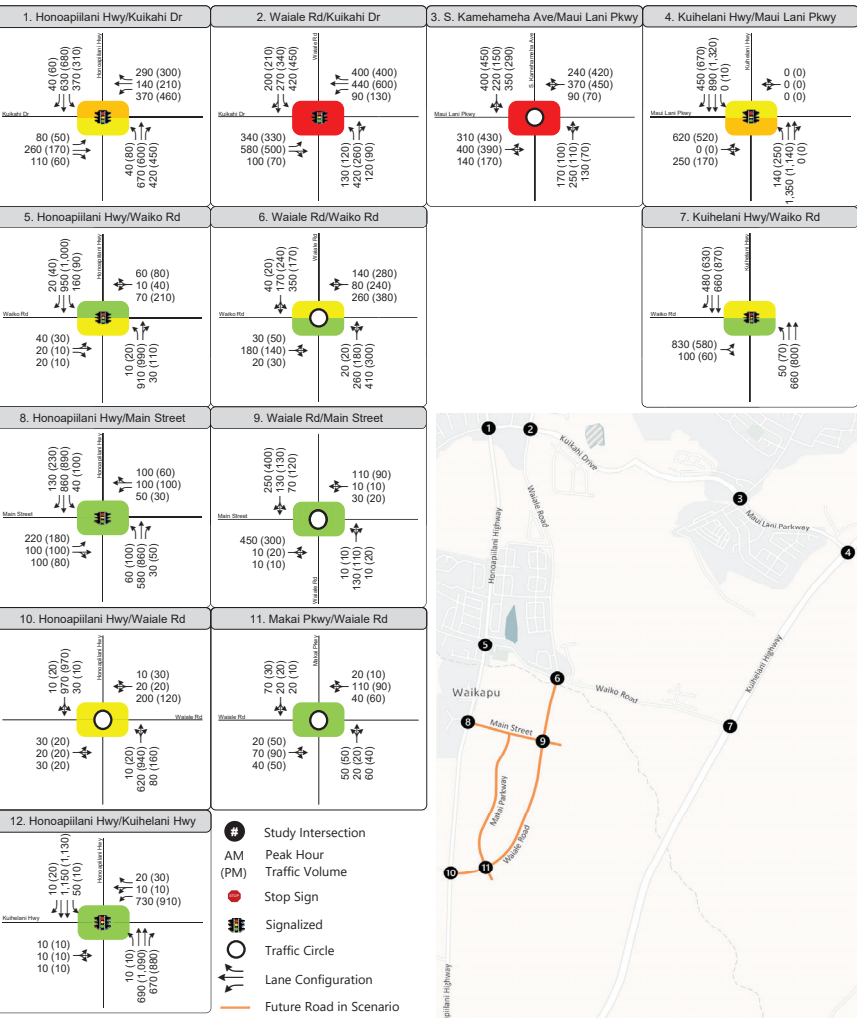 1. Honoapiilani Hwy/Kuikahi Dr
40 (60)
630 (680)
370 (310)
Honoapiilani Hwy
290 (300)
140 (210)
370 (460)
Kuikahi Dr
80 (50)
260 (170)
110 (60)
40 (80)
670 (600)
420 (450)
2. Waiale Rd/Kuikahi Dr
200 (210)
270 (340)
420 (450)
Waiale Rd
400 (400)
440 (600)
90 (130)
Kuikahi Dr
340 (330)
580 (500)
100 (70)
130 (120)
420 (260)
120 (90)
3. S. Kamehameha Ave/Maui Lani Pkwy
400 (450)
220 (150)
350 (290)
S. Kamehameha Ave
240 (420)
370 (450)
90 (70)
Maui Lani Pkwy
310 (430)
400 (390)
140 (170)
170 (100)
250 (110)
130 (70)
4. Kuihelani Hwy/Maui Lani Pkwy
450 (670)
890 (1,320)
0 (10)
Kuihelani Hwy
0 (0)
0 (0)
0 (0)
Maui Lani Pkwy
620 (520)
0 (0)
250 (170)
140 (250)
1,350 (1,140)
0 (0)
5. Honoapiilani Hwy/Waiko Rd
20 (40)
950 (1,000)
160 (90)
Honoapiilani Hwy
60 (80)
10 (40)
70 (210)
Waiko Rd
40 (30)
20 (10)
20 (10)
10 (20)
910 (990)
30 (110)
6. Waiale Rd/Waiko Rd
40 (20)
170 (240)
350 (170)
Waiale Rd
140 (280)
80 (240)
260 (380)
Waiko Rd
30 (50)
180 (140)
20 (30)
20 (20)
260 (180)
410 (300)
7. Kuihelani Hwy/Waiko Rd
480 (630)
660 (870)
Kuihelani Hwy
Waiko Rd
830 (580)
100 (60)
50 (70)
660 (800)
8. Honoapiilani Hwy/Main Street
130 (230)
860 (890)
40 (100)
Honoapiilani Hwy
100 (60)
100 (100)
50 (30)
Main Street
220 (180)
100 (100)
100 (80)
60 (100)
580 (860)
30 (50)
9. Waiale Rd/Main Street
250 (400)
130 (130)
70 (120)
110 (90)
10 (10)
30 (20)
Main Street
450 (300)
10 (20)
10 (10)
Waiale Rd
10 (10)
130 (110)
10 (20)
10. Honoapiilani Hwy/Waiale Rd
10 (20)
970 (870)
30 (10)
Honoapiilani Hwy
10 (30)
20 (20)
200 (120)
Waiale Rd
30 (20)
20 (20)
30 (20)
10 (20)
620 (940)
80 (160)
11. Makai Pkwy/Waiale Rd
70 (30)
20 (20)
20 (10)
Makai Pkwy
20 (10)
110 (90)
40 (60)
Waiale Rd
20 (50)
70 (90)
40 (50)
50 (50)
20 (20)
60 (40)
12. Honoapiilani Hwy/Kuihelani Hwy
10 (20)
1,150 (1,130)
50 (10)
Honoapiilani Hwy
20 (30)
10 (10)
730 (910)
Kuihelani Hwy
10 (10)
10 (10)
10 (10)
10 (10)
690 (1,090)
670 (880)
# Study Intersection
AM Peak Hour
(PM) Traffic Volume
STOP Stop Sign
Signalized
Traffic Circle
Lane Configuration
Future Road in Scenario
1
2
Kuikahi Drive
Waiale Road
3
Maui Lani Parkway
4
Honoapiilani Highway
5
6
Waikapu
Waiko Road
Kuihelani Highway
7
8
Main Street
9
Makai Parkway
Waiale Road
10
11
piilani Highway